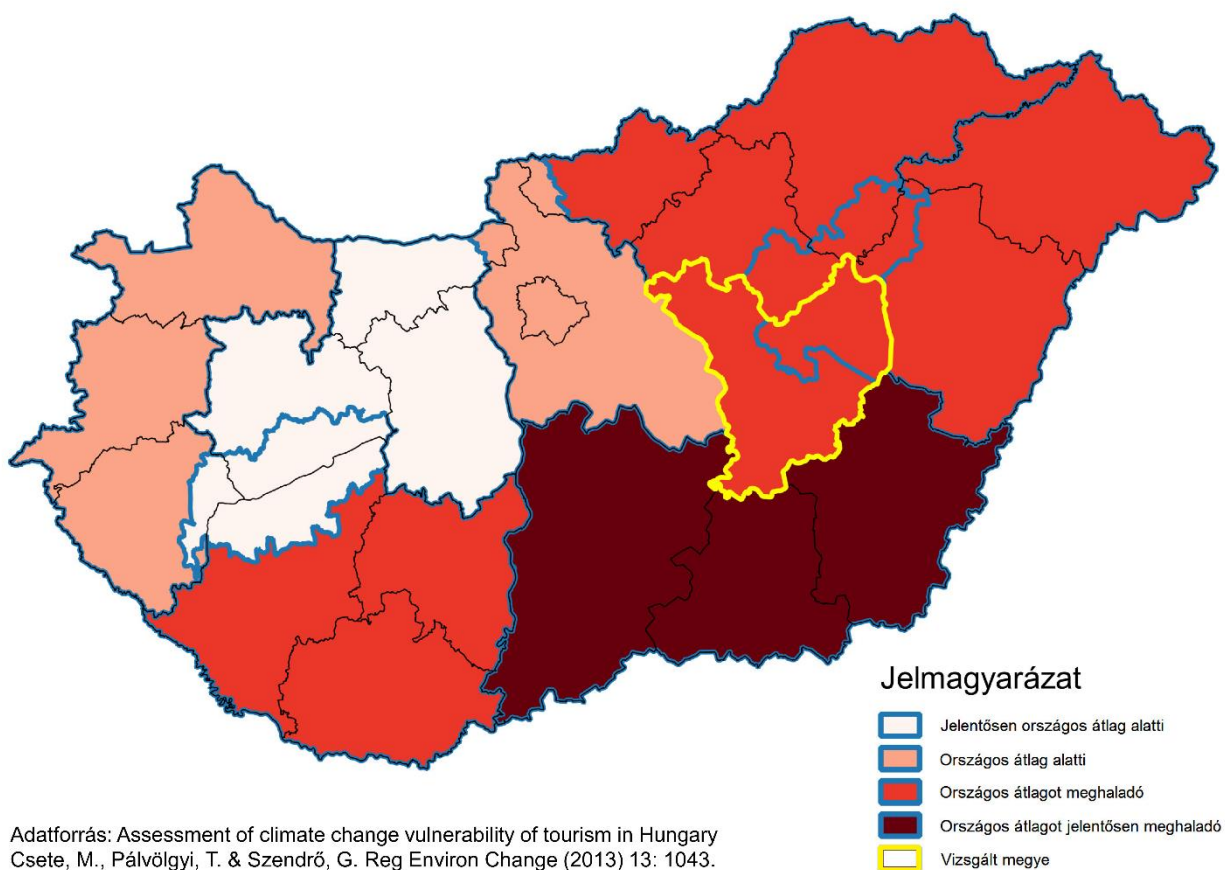 Jelmagyarázat
Jelentősen országos átlag alatti
Országos átlag alatti
Országos átlagot meghaladó
Országos átlagot jelentősen meghaladó
Vizsgált megye
Adatforrás: Assessment of climate change vulnerability of tourism in Hungary
Csete, M., Pálvölgyi, T. & Szendrő, G. Reg Environ Change (2013) 13: 1043.